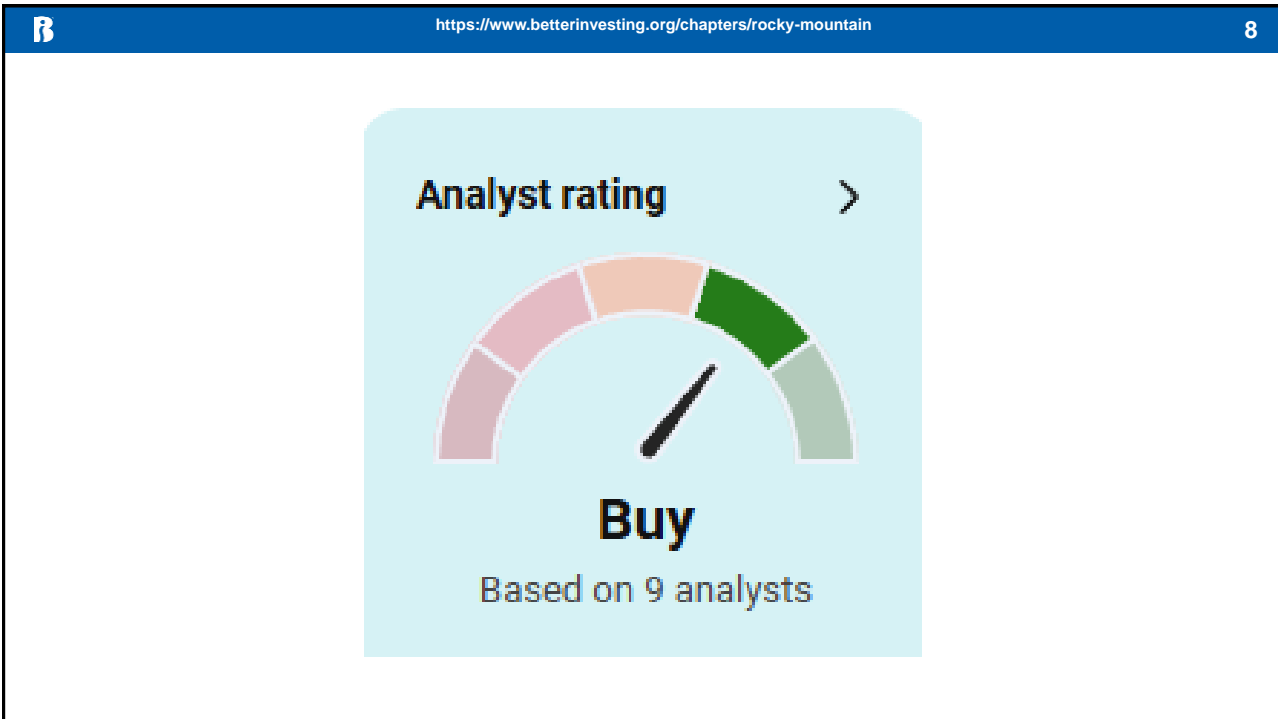 https://www.betterinvesting.org/chapters/rocky-mountain
8
Analyst rating
Buy
Based on 9 analysts